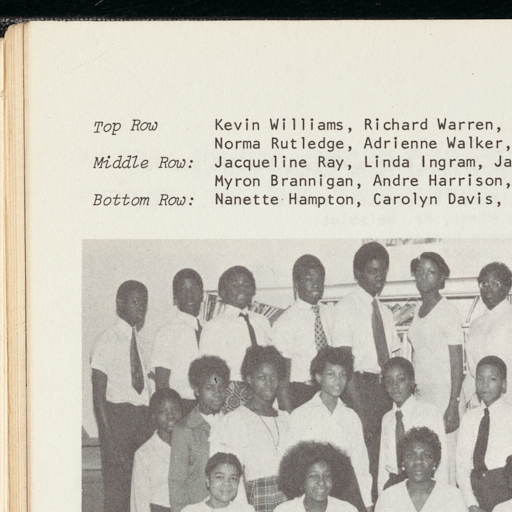 Top Row Kevin Williams, Richard Warren,
Norma Rutledge, Adrienne Walker,
Middle Row: Jacqueline Ray, Linda Ingram, Ja
Myron Brannigan, Andre Harrison,
Bottom Row: Nanette Hampton, Carolyn Davis,